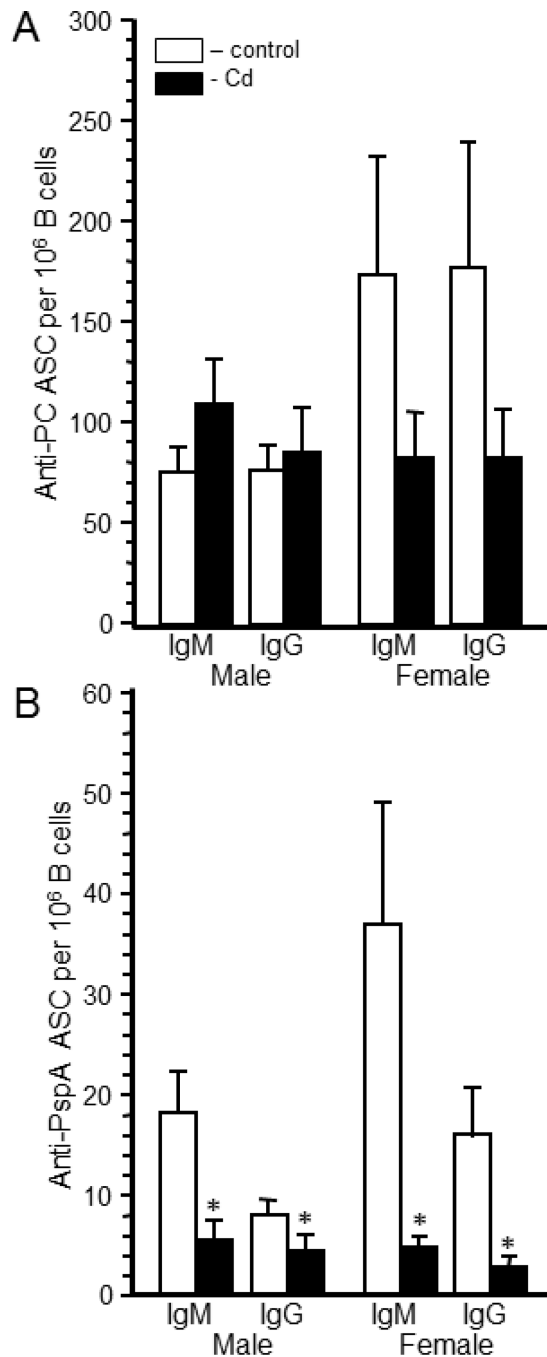 A
300
– control
- Cd
250
200
150
100
50
0
Anti-PC ASC per 10⁶ B cells
IgM IgG IgM IgG
Male Female
B
60
50
40
30
20
10
0
Anti-PspA ASC per 10⁶ B cells
* * * *
IgM IgG IgM IgG
Male Female